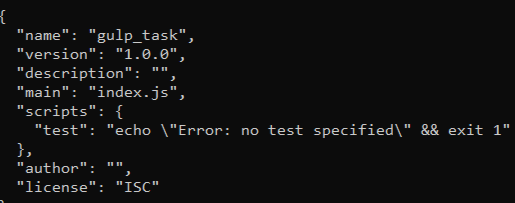 {
"name": "gulp_task",
"version": "1.0.0",
"description": "",
"main": "index.js",
"scripts": {
"test": "echo \"Error: no test specified\" && exit 1"
},
"author": "",
"license": "ISC"
}